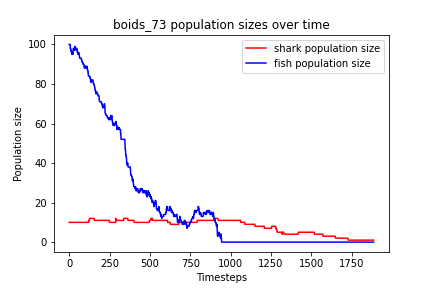 boids_73 population sizes over time
shark population size
fish population size
Population size
100
80
60
40
20
0
0 250 500 750 1000 1250 1500 1750
Timesteps